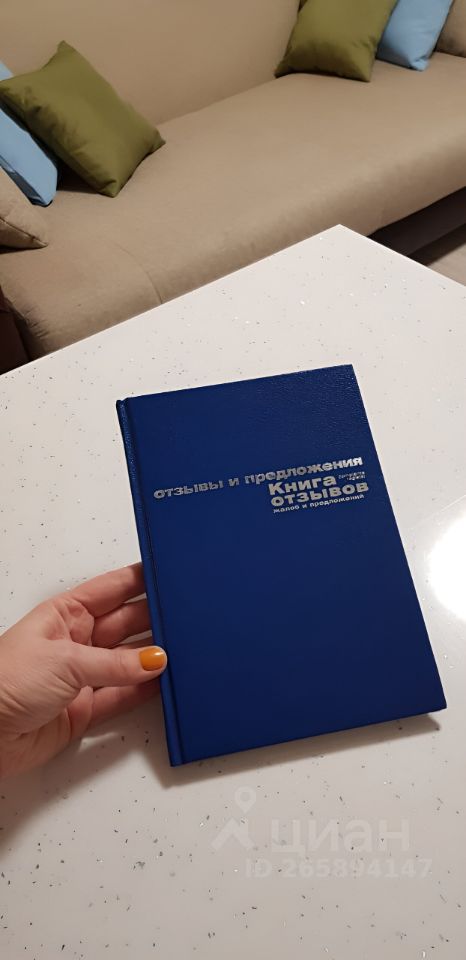 отзывы и предложения
Книга
отзывов
жалоб и предложений
циан
ID 265894147